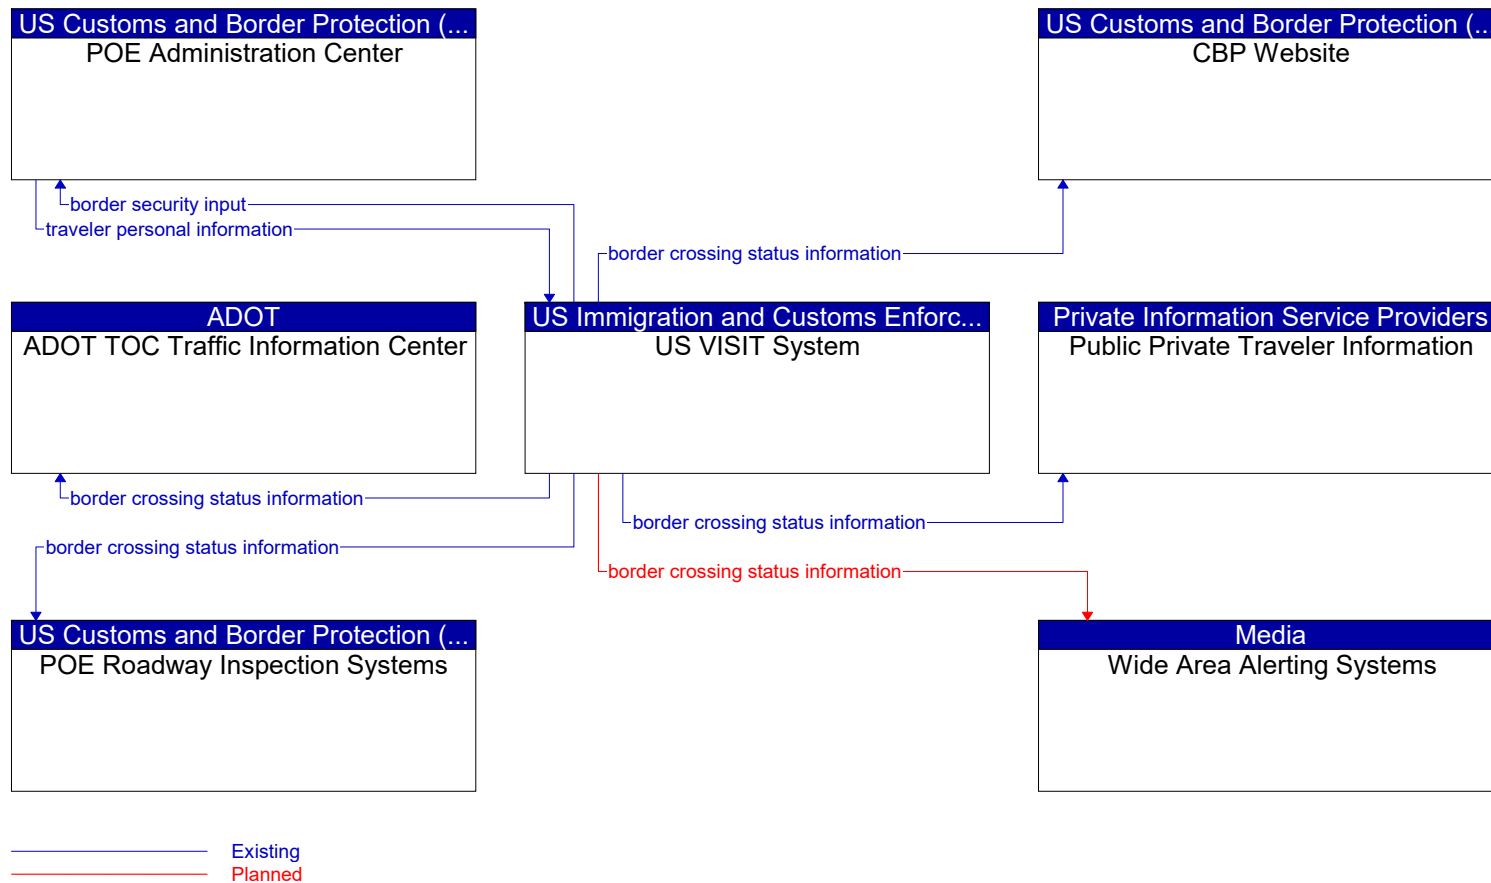 US Customs and Border Protection (...
POE Administration Center
US Customs and Border Protection (...
CBP Website
border security input
traveler personal information
border crossing status information
ADOT
ADOT TOC Traffic Information Center
US Immigration and Customs Enforc...
US VISIT System
Private Information Service Providers
Public Private Traveler Information
border crossing status information
border crossing status information
border crossing status information
border crossing status information
US Customs and Border Protection (...
POE Roadway Inspection Systems
Media
Wide Area Alerting Systems
Existing
Planned